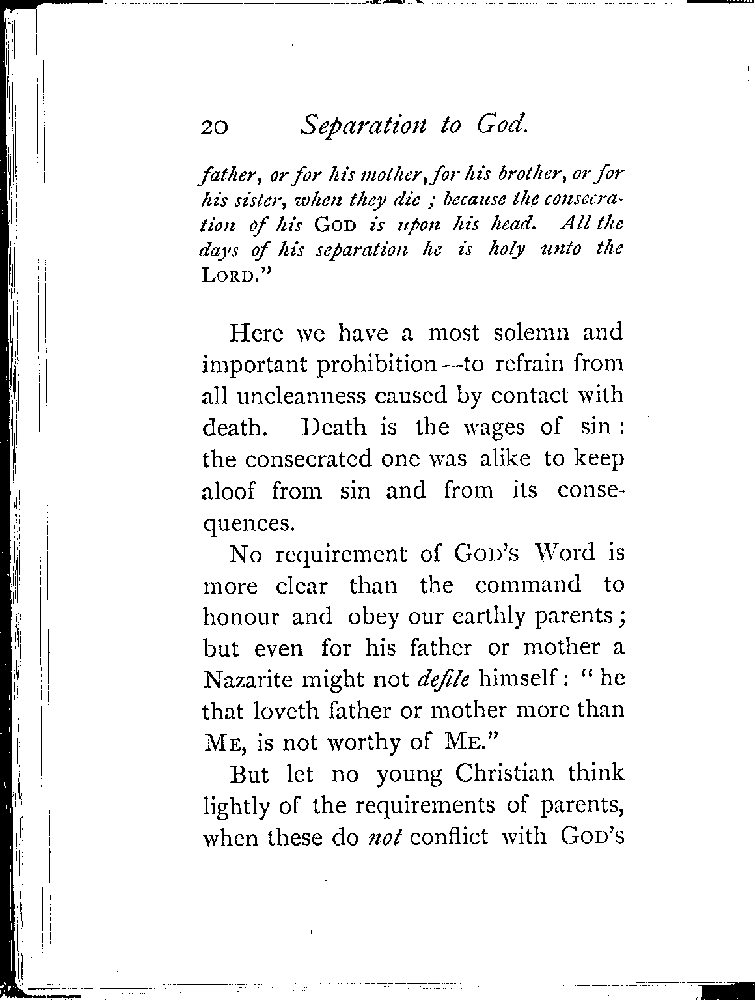 20 Separation to God.
father, or for his mother, for his brother, or for
his sister, when they die ; because the consecra-
tion of his GOD is upon his head. All the
days of his separation he is holy unto the
LORD.”
Here we have a most solemn and
important prohibition—to refrain from
all uncleanness caused by contact with
death. Death is the wages of sin :
the consecrated one was alike to keep
aloof from sin and from its conse-
quences.
No requirement of GOD’S Word is
more clear than the command to
honour and obey our earthly parents ;
but even for his father or mother a
Nazarite might not defile himself : “ he
that loveth father or mother more than
ME, is not worthy of ME.”
But let no young Christian think
lightly of the requirements of parents,
when these do not conflict with GOD’S